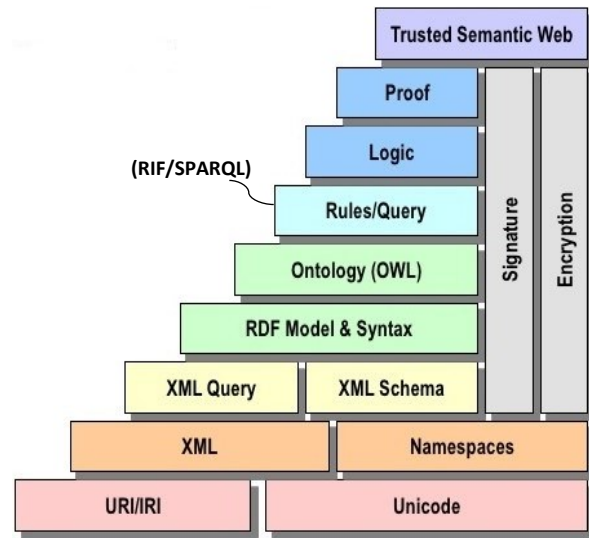 Trusted Semantic Web
Proof
Logic
(RIF/SPARQL)
Rules/Query
Ontology (OWL)
RDF Model & Syntax
Signature
Encryption
XML Query
XML Schema
XML
Namespaces
URI/IRI
Unicode